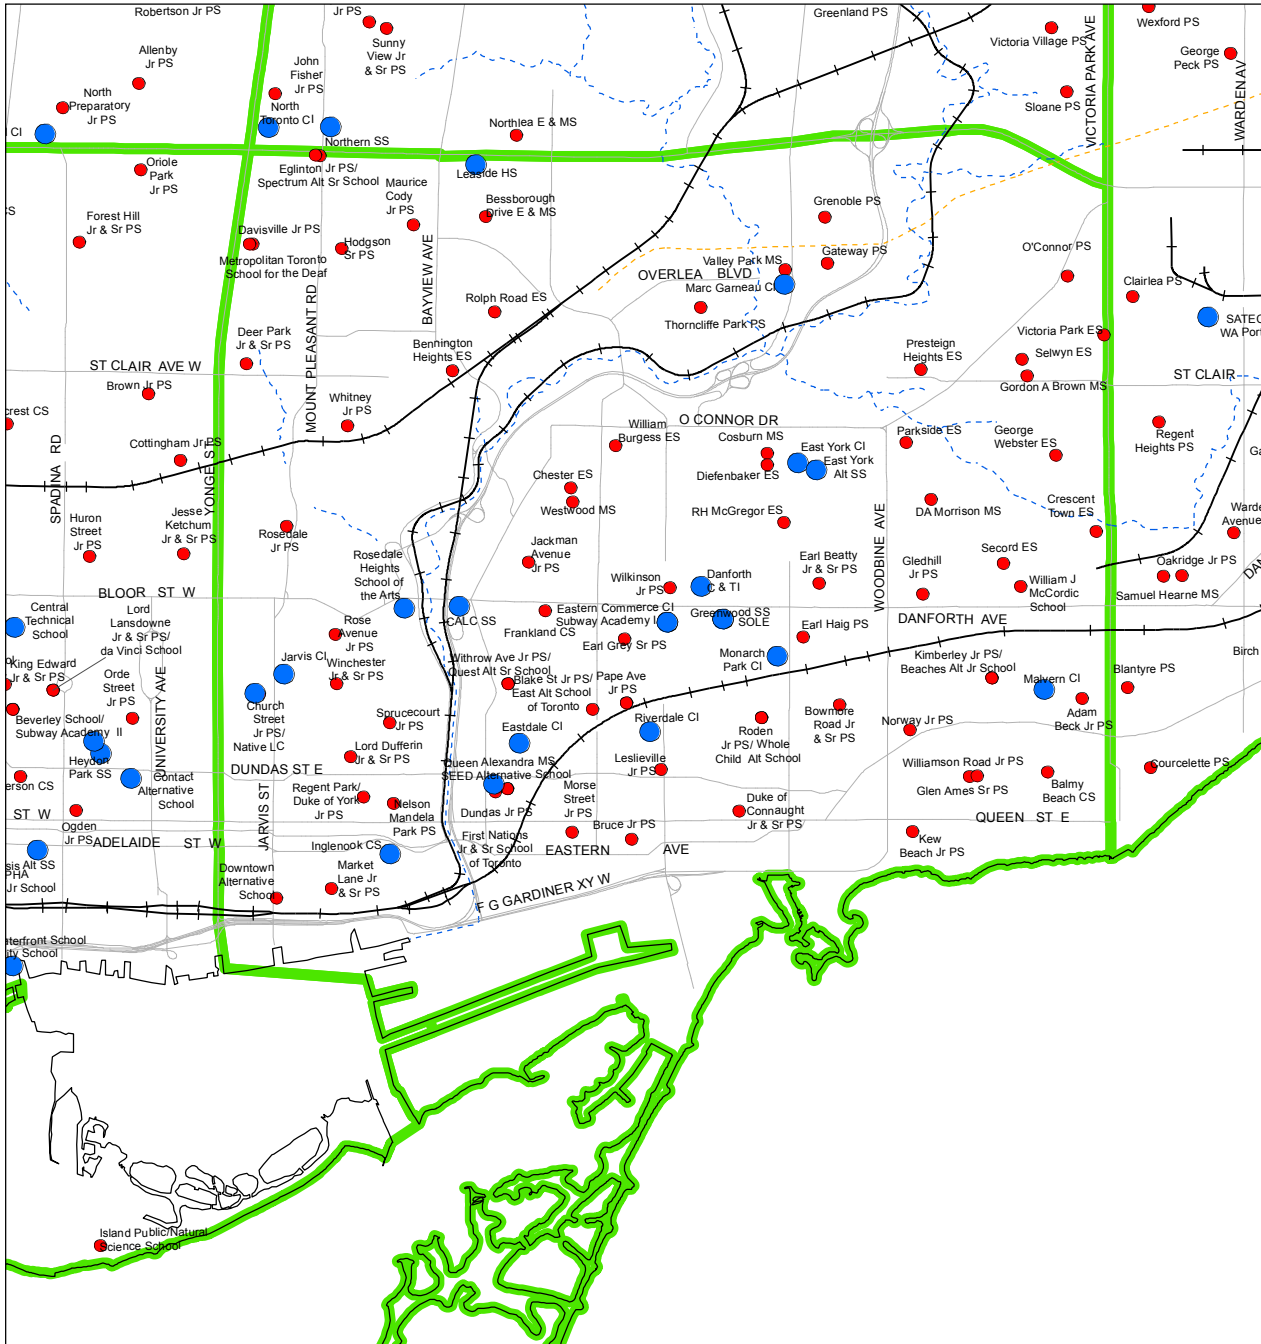 Robertson Jr PS
Jr PS
Sunny
View Jr
& Sr PS
Greenland PS
Victoria Village PS
VICTORIA PARK AVE
Wexford PS
George
Peck PS
WARDEN AV
Allenby
Jr PS
John
Fisher
Jr PS
North
Preparatory
Jr PS
CI
North
Toronto CI
Northern SS
Northlea E & MS
Sloane PS
Oriole
Park
Jr PS
Eglinton Jr PS/
Spectrum Alt Sr School
Leaside HS
Maurice
Cody
Jr PS
Bessborough
Drive E & MS
Grenoble PS
CS
Forest Hill
Jr & Sr PS
Davisville Jr PS
Metropolitan Toronto
School for the Deaf
Hodgson
Sr PS
BAYVIEW AVE
Valley Park MS
Gateway PS
OVERLEA BLVD
Marc Garneau CI
O'Connor PS
Clairlea PS
MOUNT PLEASANT RD
Rolph Road ES
Thorncliffe Park PS
SATEC
WA Por
Deer Park
Jr & Sr PS
Bennington
Heights ES
Presteign
Heights ES
Victoria Park ES
Selwyn ES
Gordon A Brown MS
ST CLAIR AVE W
Brown Jr PS
ST CLAIR
Whitney
Jr PS
crest CS
SPADINA RD
Cottingham Jr PS
YONGE ST
William
Burgess ES
O CONNOR DR
Cosburn MS
Diefenbaker ES
East York CI
East York
Alt SS
Parkside ES
George
Webster ES
Regent
Heights PS
Ga
Chester ES
Westwood MS
RH McGregor ES
WOODBINE AVE
DA Morrison MS
Crescent
Town ES
Warde
Avenue
Huron
Street
Jr PS
Jesse
Ketchum
Jr & Sr PS
Rosedale
Jr PS
Rosedale
Heights
School of
the Arts
Jackman
Avenue
Jr PS
Earl Beatty
Jr & Sr PS
Gledhill
Jr PS
Secord ES
Oakridge Jr PS
DAN
BLOOR ST W
Wilkinson
Jr PS
Danforth
C & TI
William J
McCordic
School
Samuel Hearne MS
Central
Technical
School
Lord
Lansdowne
Jr & Sr PS/
da Vinci School
Rose
Avenue
Jr PS
CALC SS
Eastern Commerce CI
Subway Academy I
Frankland CS
Earl Grey Sr PS
Greenwood SS
SOLE
Earl Haig PS
DANFORTH AVE
King Edward
Jr & Sr PS
Orde
Street
Jr PS
UNIVERSITY AVE
Jarvis CI
Winchester
Jr & Sr PS
Withrow Ave Jr PS/
Quest Alt Sr School
Monarch
Park CI
Kimberley Jr PS/
Beaches Alt Jr School
Malvern CI
Blantyre PS
Birch
Blake St Jr PS/
East Alt School
of Toronto
Pape Ave
Jr PS
Beverley School/
Subway Academy II
Church
Street
Jr PS/
Native LC
Sprucecourt
Jr PS
Eastdale CI
Riverdale CI
Roden
Jr PS/ Whole
Child Alt School
Bowmore
Road Jr
& Sr PS
Norway Jr PS
Adam
Beck Jr PS
Heydon
Park SS
Lord Dufferin
Jr & Sr PS
Queen Alexandra MS
SEED Alternative School
Leslieville
Jr PS
Williamson Road Jr PS
Glen Ames Sr PS
Balmy
Beach CS
Courcelette PS
erson CS
Contact
Alternative
School
DUNDAS ST E
JARVIS ST
Regent Park/
Duke of York
Jr PS
Nelson
Mandela
Park PS
Dundas Jr PS
Morse
Street
Jr PS
Duke of
Connaught
Jr & Sr PS
QUEEN ST E
ST W
Ogden
Jr PS
ADELAIDE ST W
Inglenook CS
First Nations
Jr & Sr School
of Toronto
Bruce Jr PS
EASTERN AVE
Kew
Beach Jr PS
sis Alt SS
PHA
Jr School
Downtown
Alternative
School
Market
Lane Jr
& Sr PS
F G GARDINER XY W
terfront School
ity School
Island Public/Natural
Science School